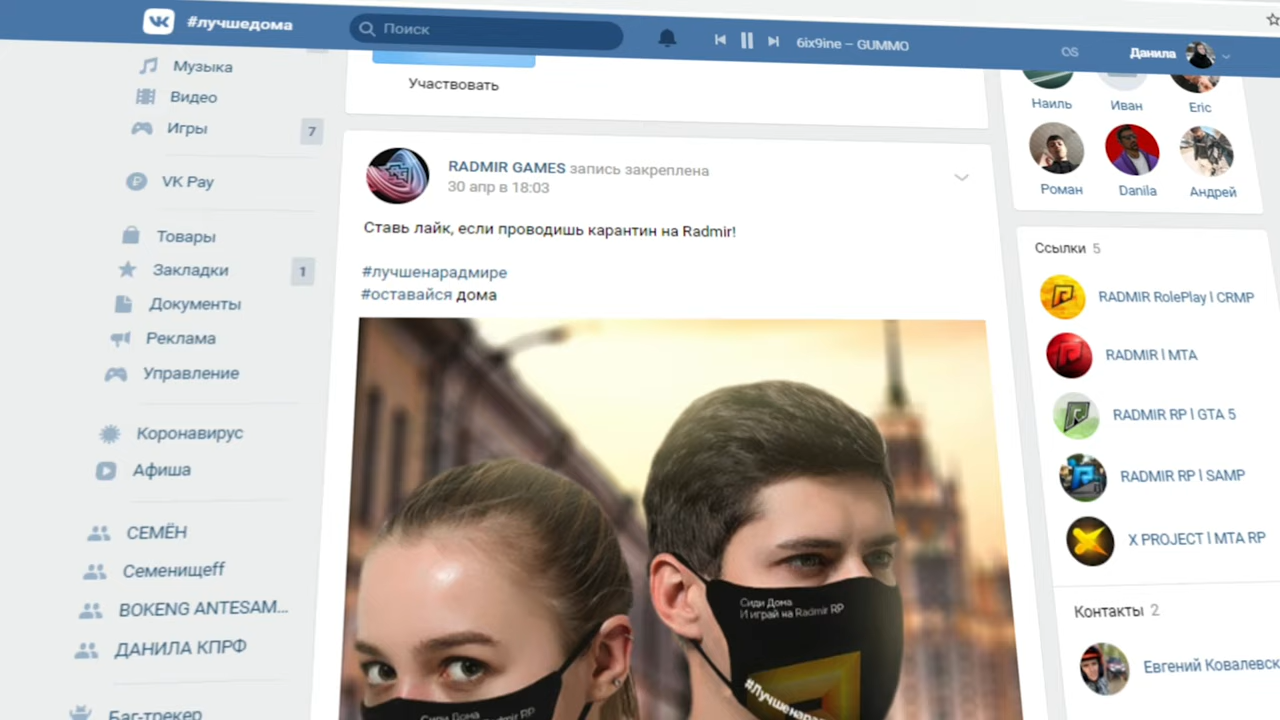 #лучшедома
Поиск
6ix9ine – GUMMO
Данила
Музыка
Видео
Игры
7
VK Pay
Товары
Закладки
1
Документы
Реклама
Управление
Коронавирус
Афиша
СЕМЁН
Семенищеff
BOKENG ANTESAM...
ДАНИЛА КПРФ
Баг-трекер
Участвовать
RADMIR GAMES запись закреплена
30 апр в 18:03
Ставь лайк, если проводишь карантин на Radmir!
#лучшенарадмире
#оставайся дома
Сиди Дома
И играй на Radmir RP
Сиди Дома
Наиль
Иван
Eric
Роман
Danila
Андрей
Ссылки 5
RADMIR RolePlay l CRMP
RADMIR l MTA
RADMIR RP l GTA 5
RADMIR RP l SAMP
X PROJECT l MTA RP
Контакты 2
Евгений Ковалевск